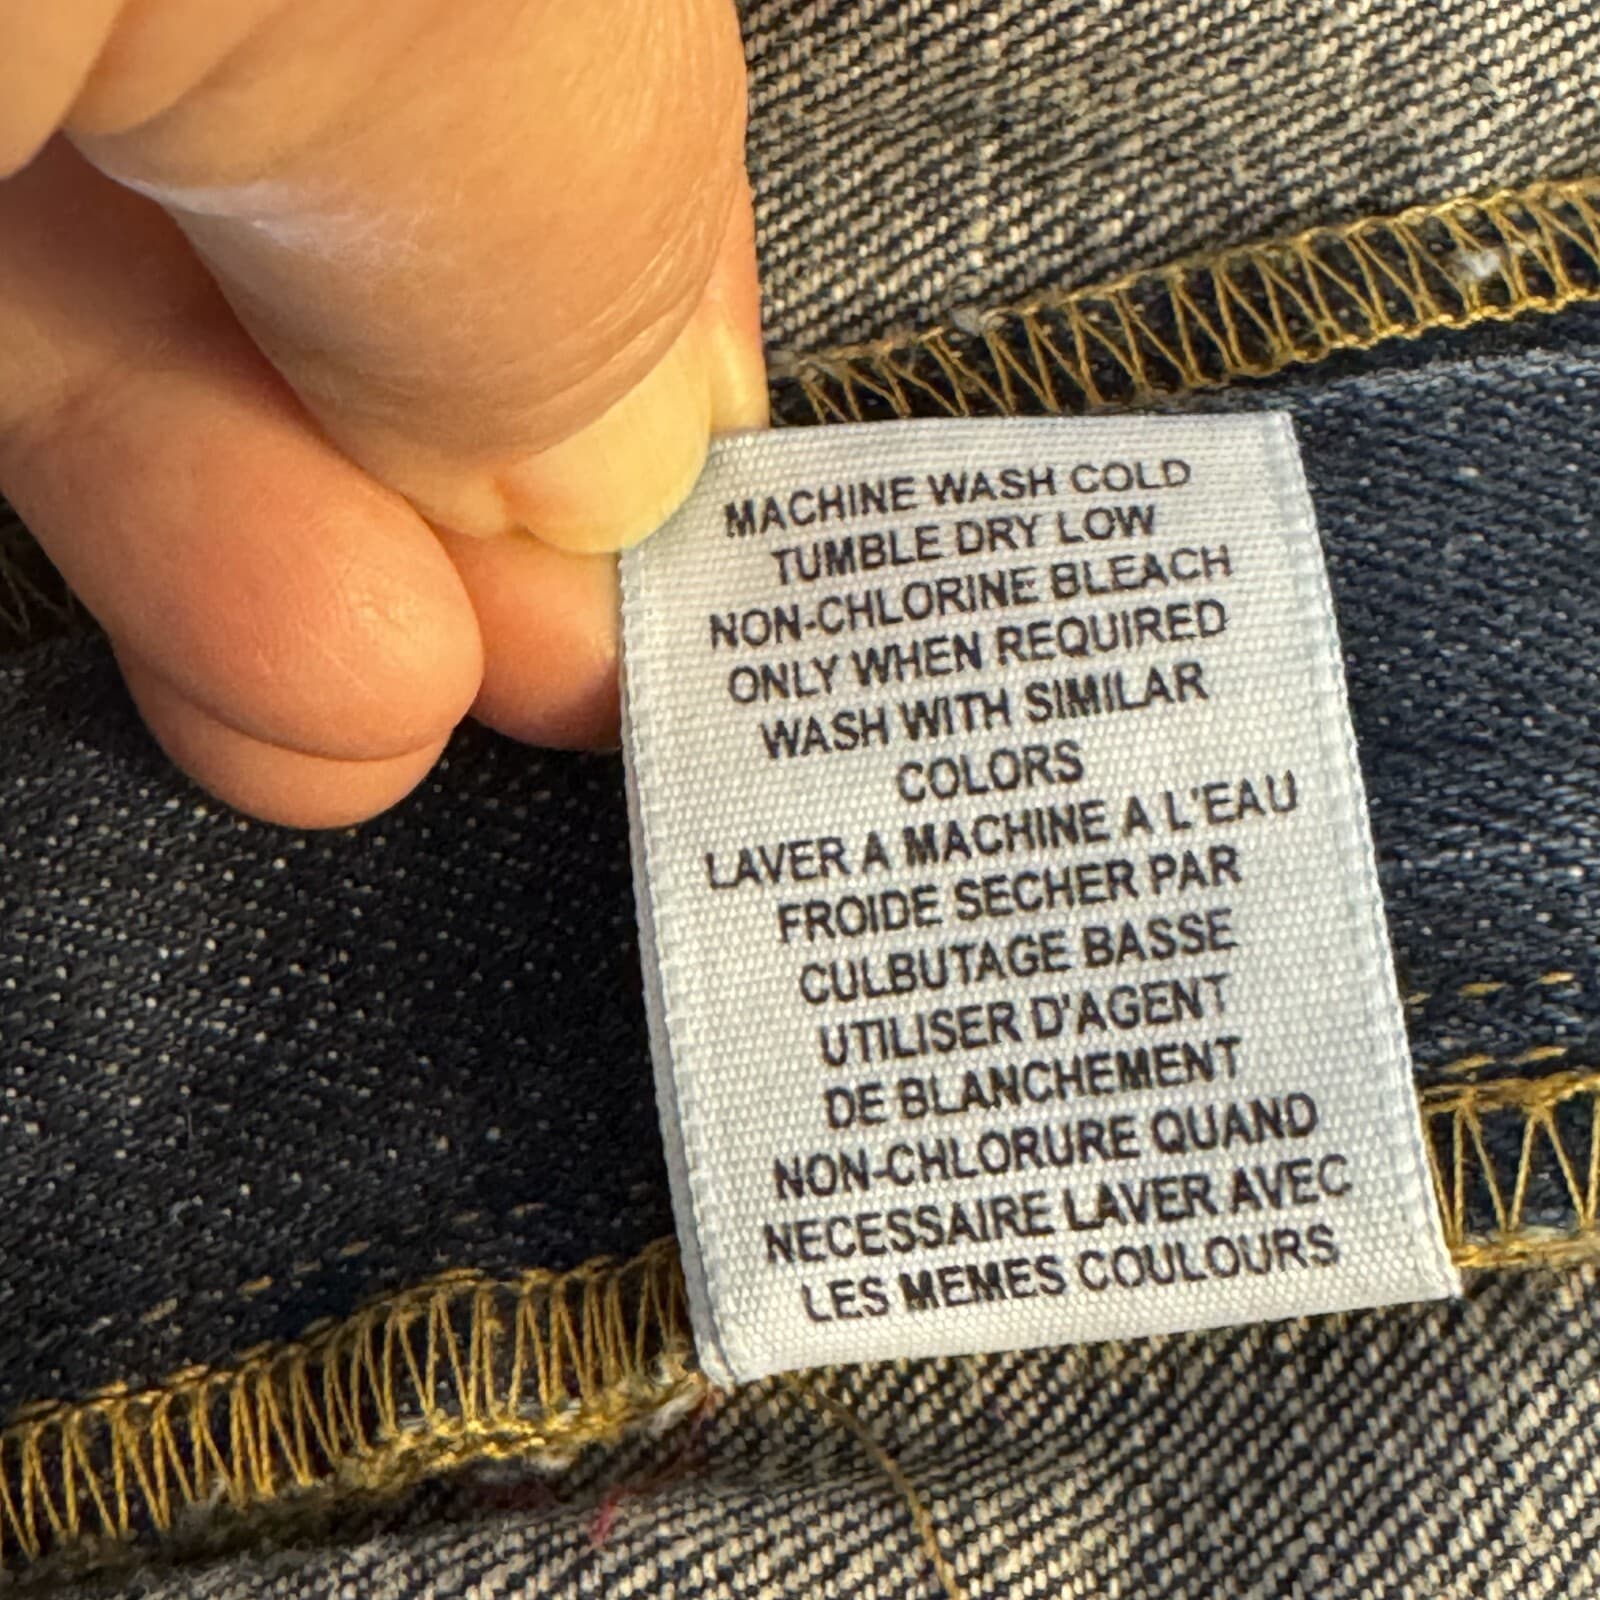 MACHINE WASH COLD
TUMBLE DRY LOW
NON-CHLORINE BLEACH
ONLY WHEN REQUIRED
WASH WITH SIMILAR
COLORS
LAVER A MACHINE A L'EAU
FROIDE SECHER PAR
CULBUTAGE BASSE
UTILISER D'AGENT
DE BLANCHEMENT
NON-CHLORURE QUAND
NECESSAIRE LAVER AVEC
LES MEMES COULOURS